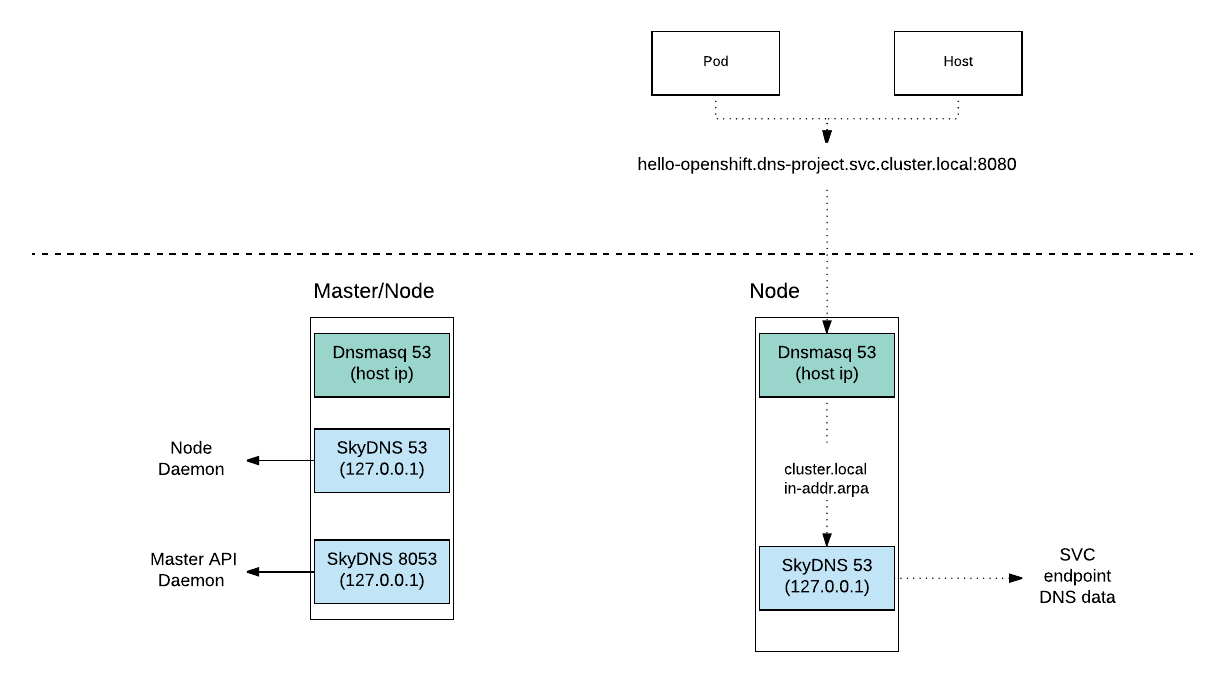 Pod
Host
hello-openshift.dns-project.svc.cluster.local:8080
Master/Node
Dnsmasq 53
(host ip)
Node
Daemon
SkyDNS 53
(127.0.0.1)
Master API
Daemon
SkyDNS 8053
(127.0.0.1)
Node
Dnsmasq 53
(host ip)
cluster.local
in-addr.arpa
SkyDNS 53
(127.0.0.1)
SVC
endpoint
DNS data